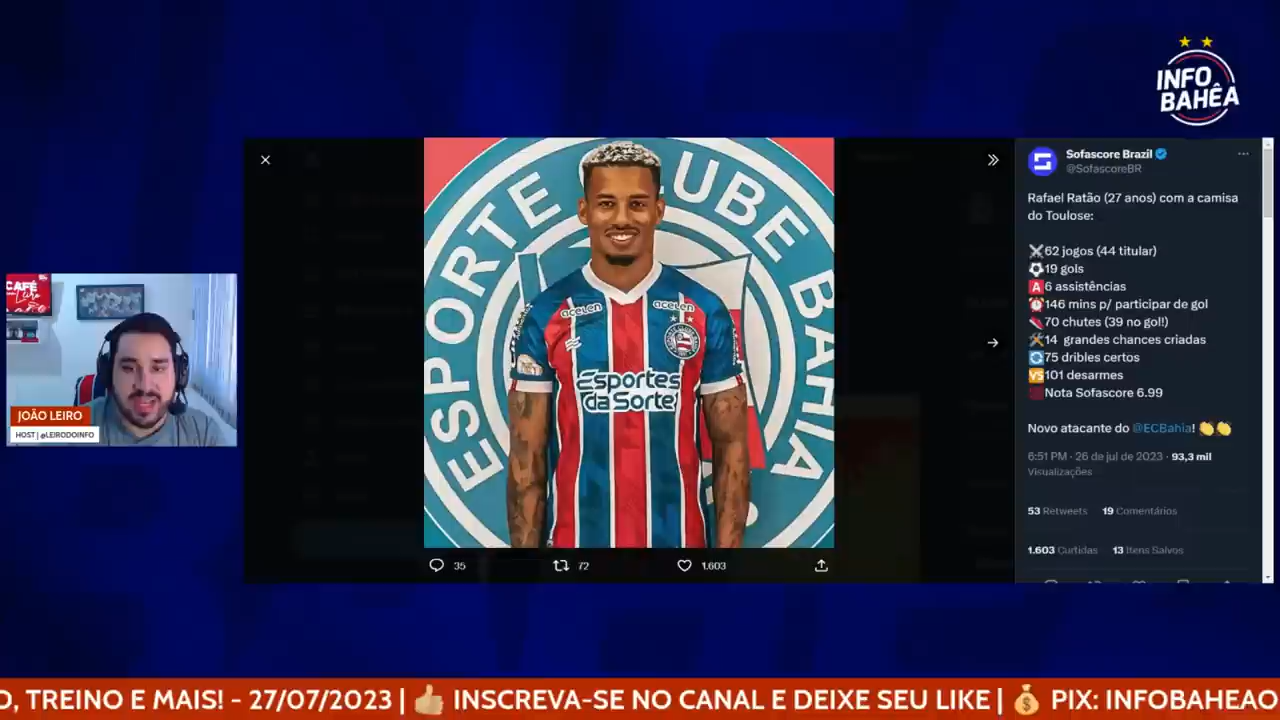 INFO
BAHÊA
ESPORTE CLUBE BAHIA
acelen
acelen
Esportes
da Sorte
35
72
1.603
Sofascore Brazil
@SofascoreBR
Rafael Ratão (27 anos) com a camisa
do Toulose:
62 jogos (44 titular)
19 gols
A 6 assistências
146 mins p/ participar de gol
70 chutes (39 no gol!)
14 grandes chances criadas
75 dribles certos
VS 101 desarmes
Nota Sofascore 6.99
Novo atacante do @ECBahia!
6:51 PM · 26 de jul de 2023 · 93,3 mil
Visualizações
53 Retweets 19 Comentários
1.603 Curtidas 13 Itens Salvos
CAFÉ
JOÃO LEIRO
HOST | @LEIRODOINFO
O, TREINO E MAIS! - 27/07/2023 | 👍 INSCREVA-SE NO CANAL E DEIXE SEU LIKE | 💰 PIX: INFOBAHEAO